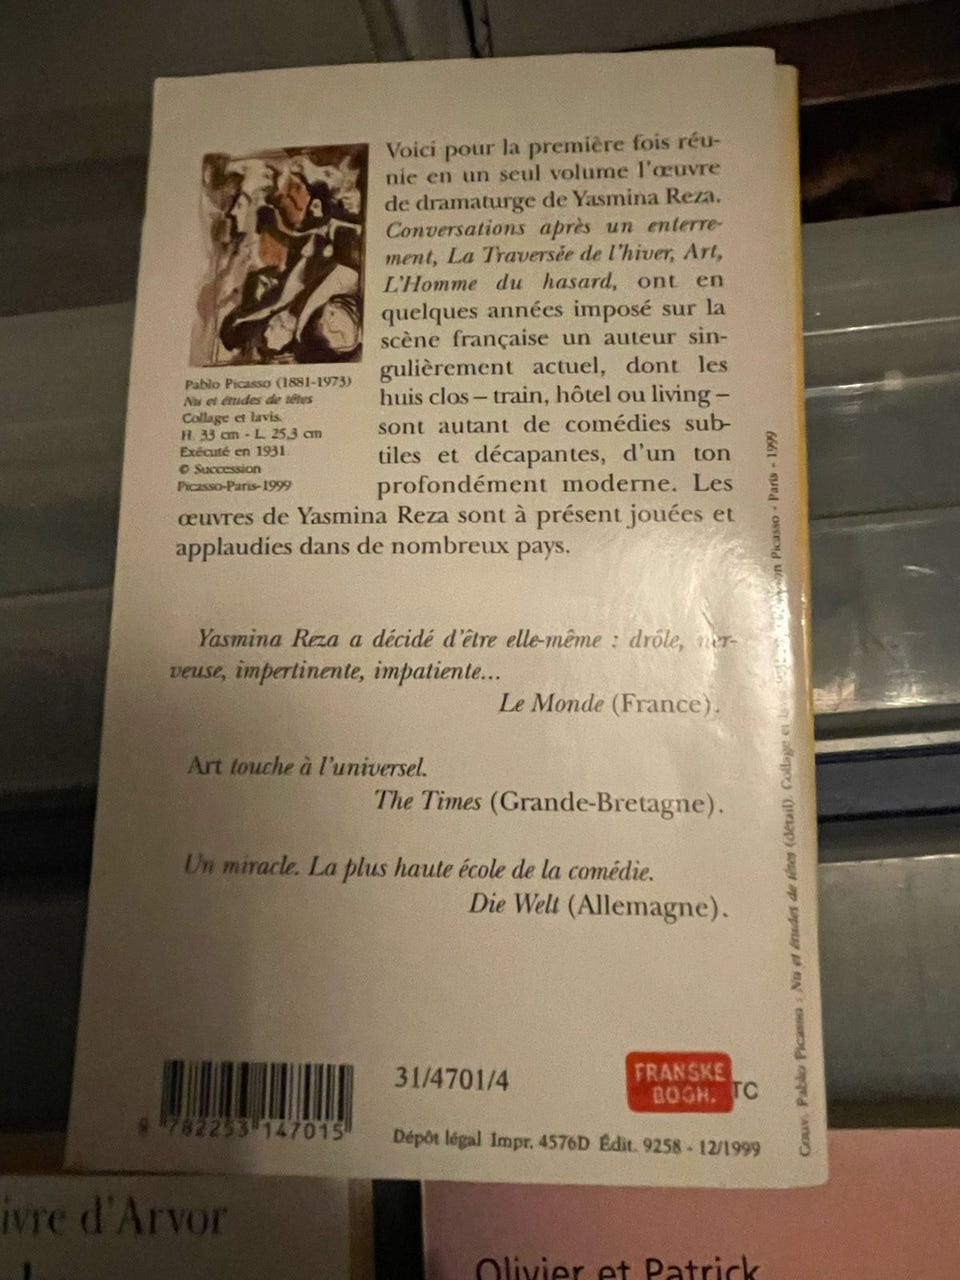 Voici pour la première fois réu-
nie en un seul volume l'œuvre
de dramaturge de Yasmina Reza.
Conversations après un enterre-
ment, La Traversée de l'hiver, Art,
L'Homme du hasard, ont en
quelques années imposé sur la
scène française un auteur sin-
gulièrement actuel, dont les
huis clos – train, hôtel ou living –
sont autant de comédies sub-
tiles et décapantes, d'un ton
profondément moderne. Les
œuvres de Yasmina Reza sont à présent jouées et
applaudies dans de nombreux pays.
Pablo Picasso (1881-1973)
Nu et études de têtes
Collage et lavis.
H. 33 cm - L. 25,3 cm
Exécuté en 1931
© Succession
Picasso-Paris-1999
Yasmina Reza a décidé d'être elle-même : drôle, ner-
veuse, impertinente, impatiente...
Le Monde (France).
Art touche à l'universel.
The Times (Grande-Bretagne).
Un miracle. La plus haute école de la comédie.
Die Welt (Allemagne).
9 782253 147015
31/4701/4
FRANSKE
BOGH.
TC
Dépôt légal Impr. 4576D Édit. 9258 - 12/1999
Couv. Pablo Picasso : Nu et études de têtes (détail). Collage et Picasso - Paris - 1999
ivre d'Arvor
Olivier et Patrick